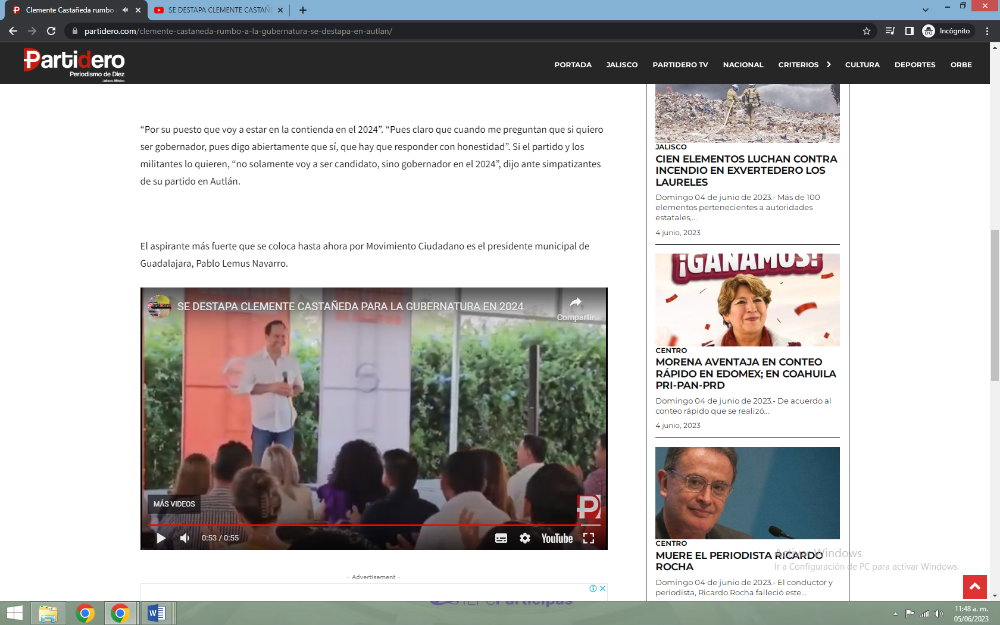 Clemente Castañeda rumbo
SE DESTAPA CLEMENTE CASTAÑE
partidero.com/clemente-castaneda-rumbo-a-la-gubernatura-se-destapa-en-autlan/
Incógnito
Partidero
Periodismo de Diez
Jalisco, México
PORTADA
JALISCO
PARTIDERO TV
NACIONAL
CRITERIOS
CULTURA
DEPORTES
ORBE
“Por su puesto que voy a estar en la contienda en el 2024”. “Pues claro que cuando me preguntan que si quiero
ser gobernador, pues digo abiertamente que sí, que hay que responder con honestidad”. Si el partido y los
militantes lo quieren, “no solamente voy a ser candidato, sino gobernador en el 2024”, dijo ante simpatizantes
de su partido en Autlán.
El aspirante más fuerte que se coloca hasta ahora por Movimiento Ciudadano es el presidente municipal de
Guadalajara, Pablo Lemus Navarro.
Partidero
SE DESTAPA CLEMENTE CASTAÑEDA PARA LA GUBERNATURA EN 2024
Compartir
MÁS VIDEOS
P
0:53 / 0:55
YouTube
- Advertisement -
Participas
JALISCO
CIEN ELEMENTOS LUCHAN CONTRA
INCENDIO EN EXVERTEDERO LOS
LAURELES
Domingo 04 de junio de 2023.- Más de 100
elementos pertenecientes a autoridades
estatales,...
4 junio, 2023
¡GANAMOS!
CENTRO
MORENA AVENTAJA EN CONTEO
RÁPIDO EN EDOMEX; EN COAHUILA
PRI-PAN-PRD
Domingo 04 de junio de 2023.- De acuerdo al
conteo rápido que se realizó...
4 junio, 2023
CENTRO
MUERE EL PERIODISTA RICARDO
ROCHA
Domingo 04 de junio de 2023.- El conductor y
periodista, Ricardo Rocha falleció este...
Activar Windows
Ir a Configuración de PC para activar Windows.
11:48 a. m.
05/06/2023